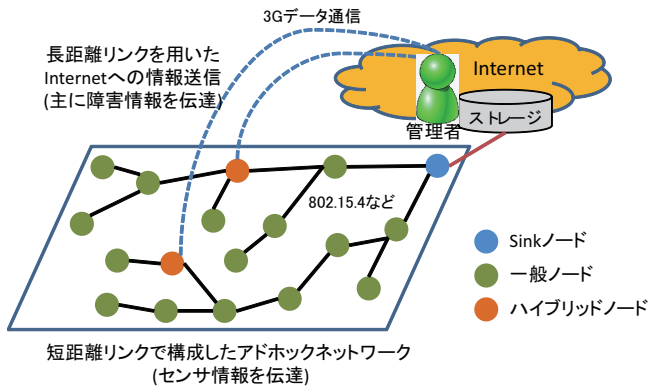 3Gデータ通信
長距離リンクを用いた
Internetへの情報送信
(主に障害情報を伝達)
Internet
ストレージ
管理者
802.15.4など
Sinkノード
一般ノード
ハイブリッドノード
短距離リンクで構成したアドホックネットワーク
(センサ情報を伝達)